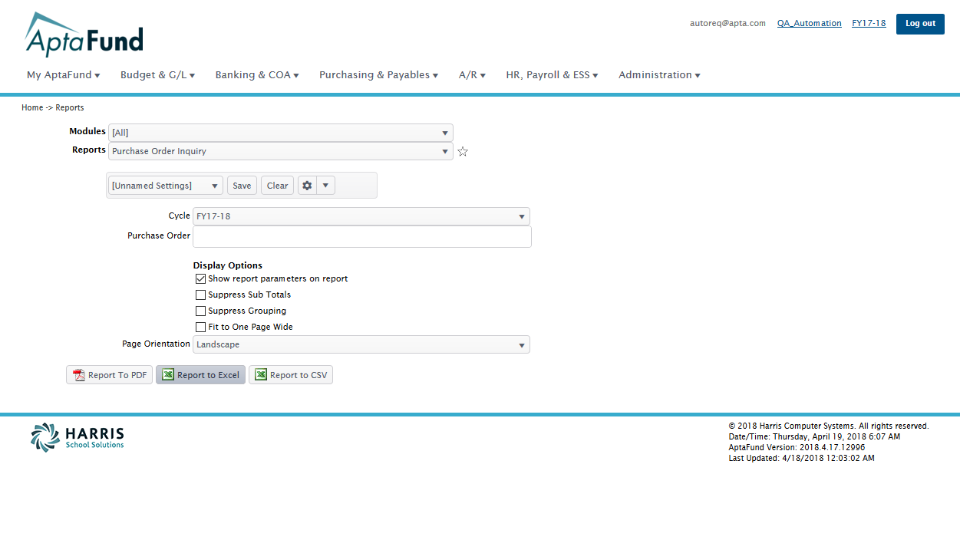 AptaFund
autoreq@apta.com QA_Automation FY17-18 Log out
My AptaFund Budget & G/L Banking & COA Purchasing & Payables A/R HR, Payroll & ESS Administration
Home -> Reports
Modules [All]
Reports Purchase Order Inquiry
[Unnamed Settings] Save Clear
Cycle FY17-18
Purchase Order
Display Options
Show report parameters on report
Suppress Sub Totals
Suppress Grouping
Fit to One Page Wide
Page Orientation Landscape
Report To PDF Report to Excel Report to CSV
HARRIS
School Solutions
© 2018 Harris Computer Systems. All rights reserved.
Date/Time: Thursday, April 19, 2018 6:07 AM
AptaFund Version: 2018.4.17.12996
Last Updated: 4/18/2018 12:03:02 AM